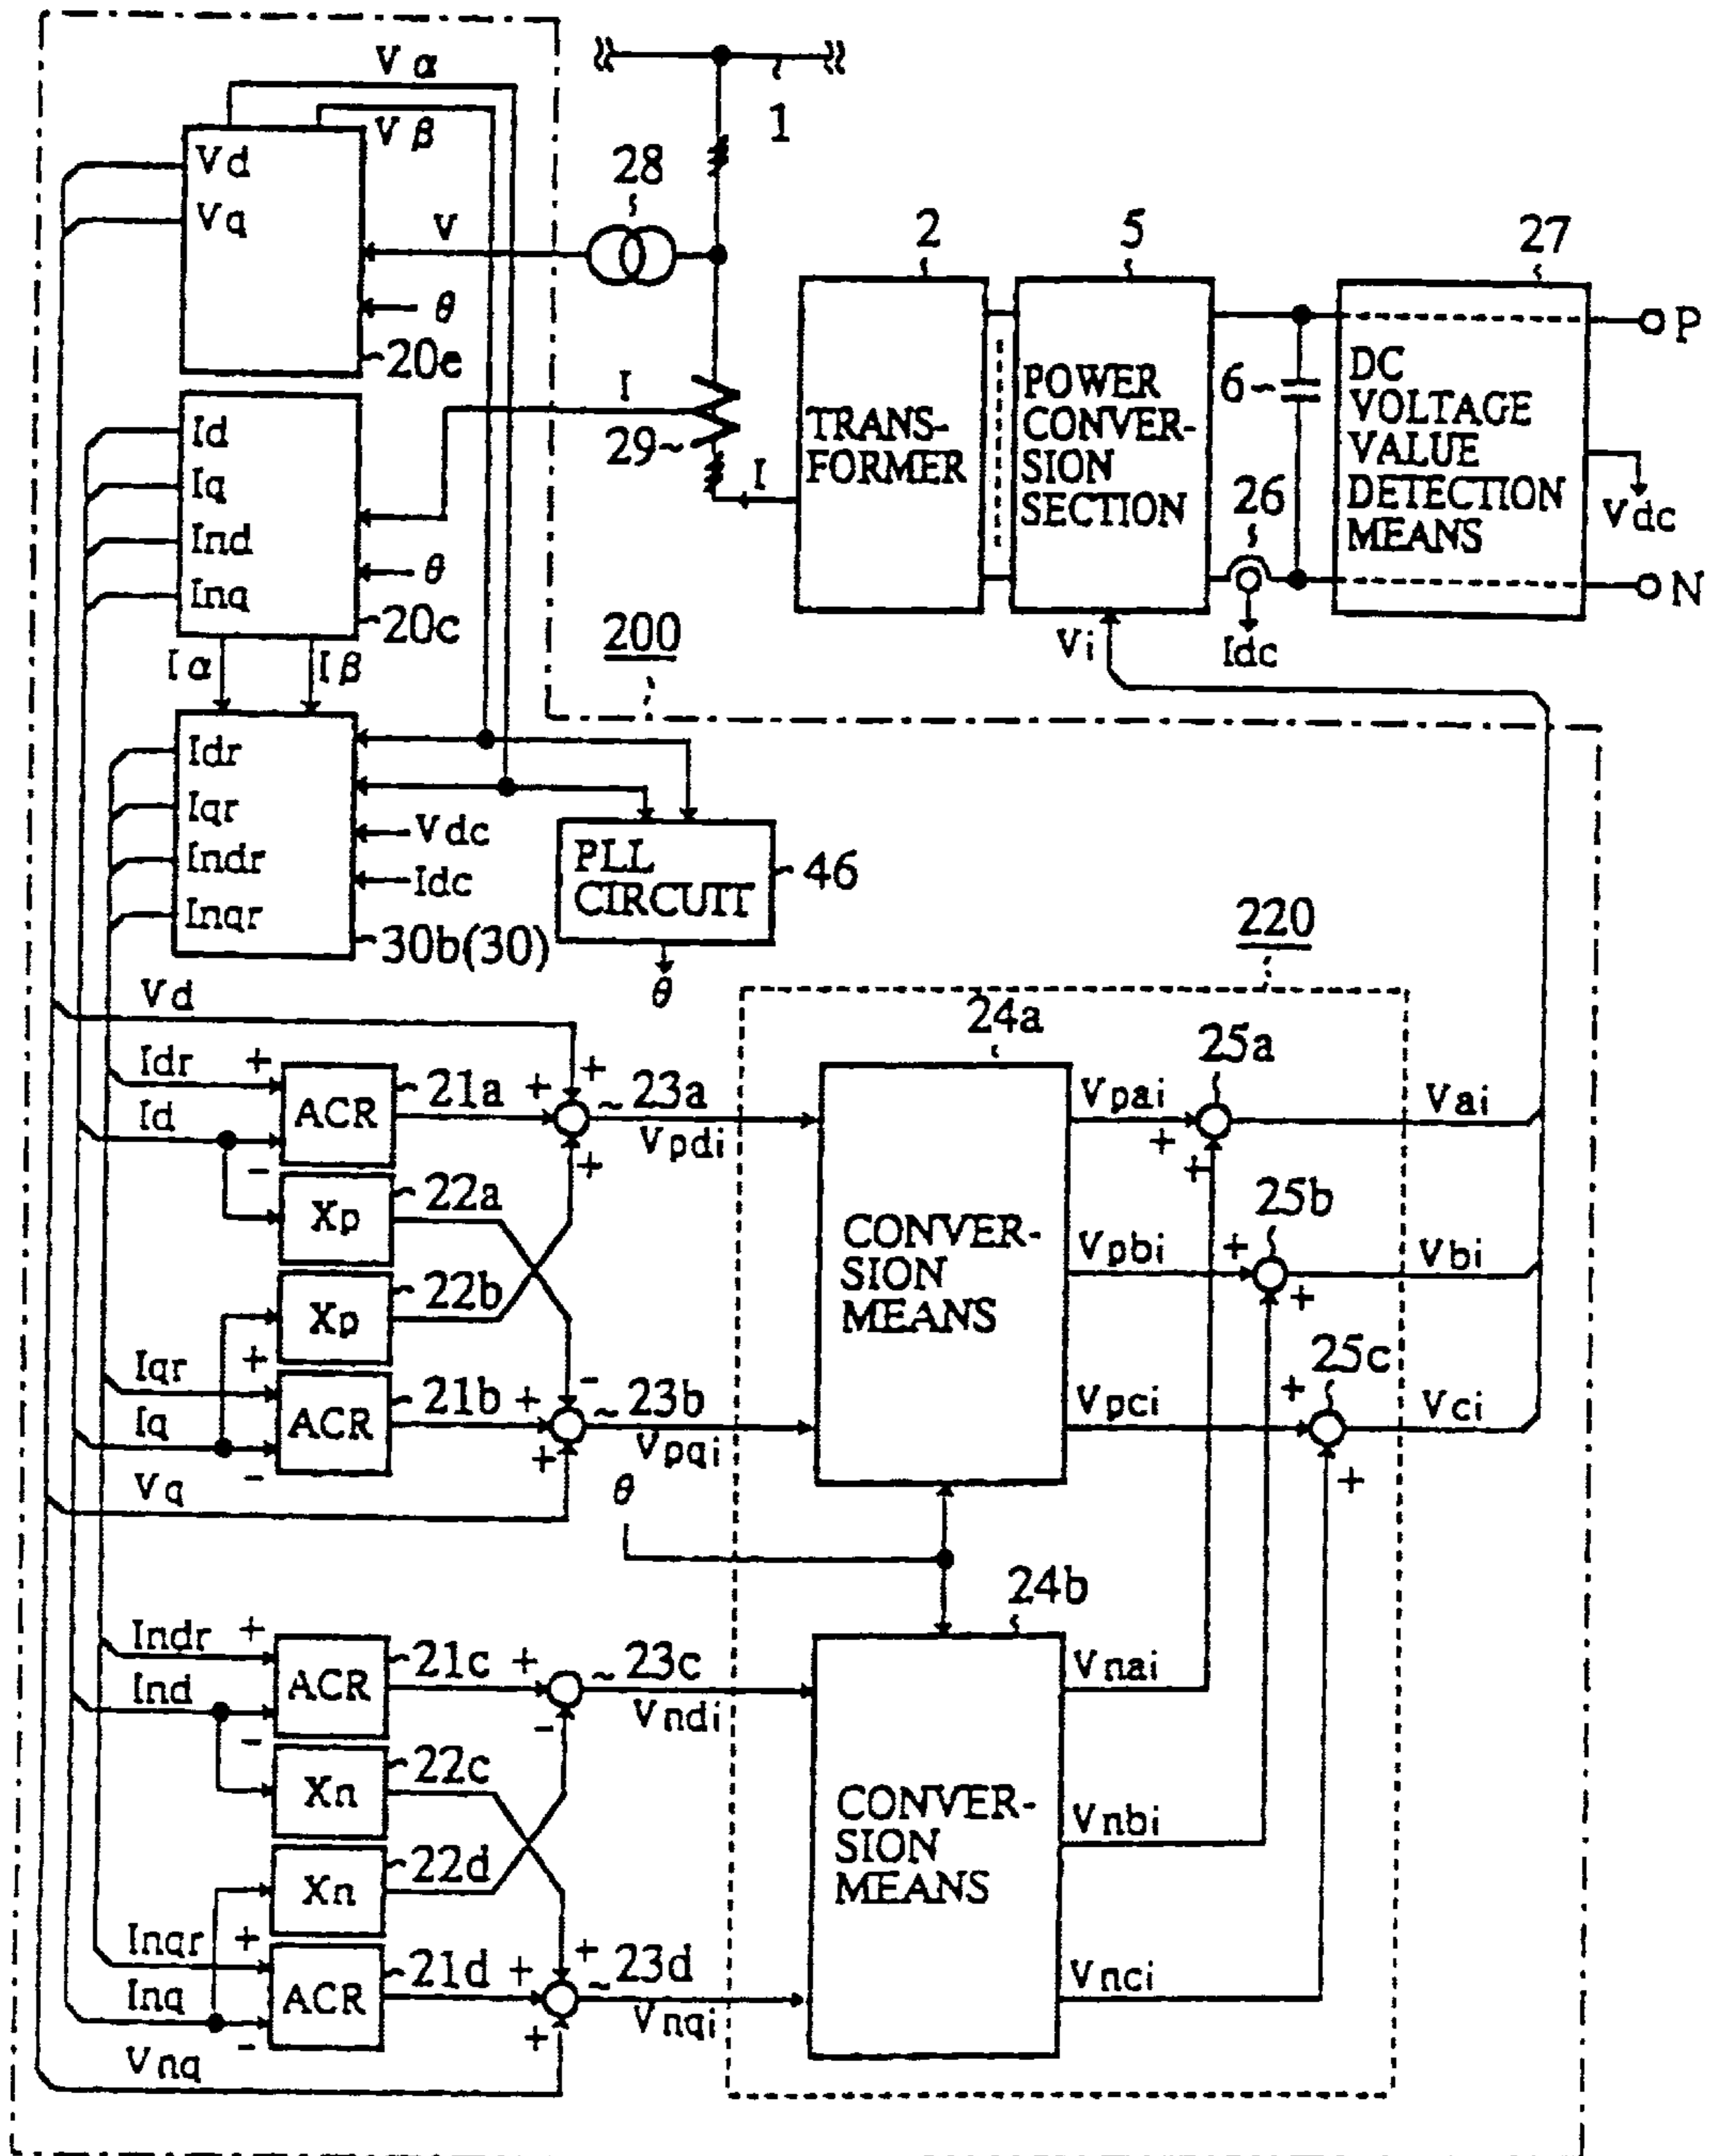 Vα
Vβ
1
28
Vd
Vq
V
θ
20e
2
5
27
I
29
I
TRANS-
FORMER
POWER
CONVER-
SION
SECTION
6
26
DC
VOLTAGE
VALUE
DETECTION
MEANS
P
Vdc
N
Id
Iq
Ind
Inq
θ
20c
Iα
Iβ
200
Vi
Idc
Idr
Iqr
Indr
Inqr
Vdc
Idc
30b(30)
PLL
CIRCUIT
46
θ
220
Vd
Idr
+
Id
-
ACR
21a
+
+
+
23a
Vpdi
Xp
22a
Xp
22b
Iqr
+
Iq
-
ACR
21b
+
-
+
23b
Vpqi
Vq
θ
24a
CONVER-
SION
MEANS
Vpai
+
+
25a
Vai
Vpbi
+
+
25b
Vbi
Vpci
+
+
25c
Vci
Indr
+
Ind
-
ACR
21c
+
-
23c
Vndi
Xn
22c
Xn
22d
Inqr
+
Inq
-
ACR
21d
+
+
+
23d
Vnqi
Vnq
24b
CONVER-
SION
MEANS
Vnai
Vnbi
Vnci